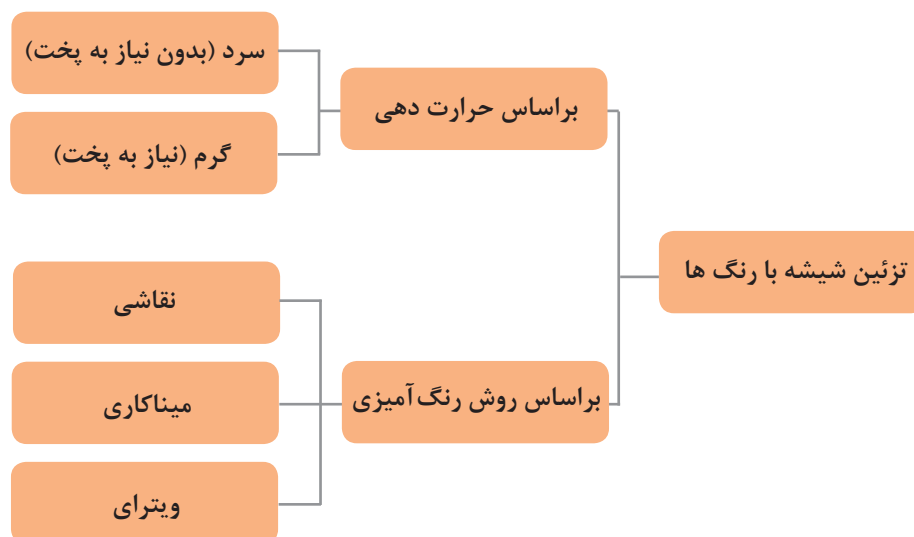 تزئین شیشه با رنگ ها
براساس حرارت دهی
سرد (بدون نیاز به پخت)
گرم (نیاز به پخت)
براساس روش رنگ آمیزی
نقاشی
میناکاری
ویترای